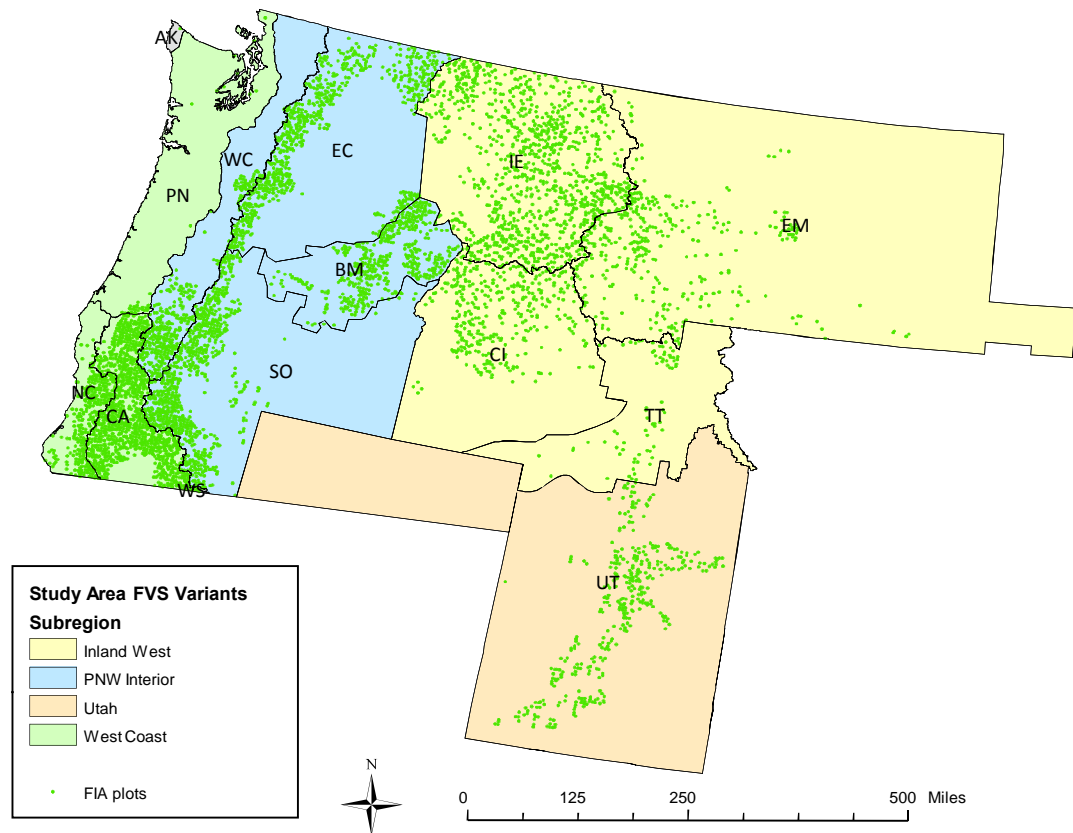 AK
WC
EC
IE
PN
EM
BM
CI
SO
NC
CA
TT
WS
UT
Study Area FVS Variants
Subregion
Inland West
PNW Interior
Utah
West Coast
FIA plots
N
0 125 250 500 Miles